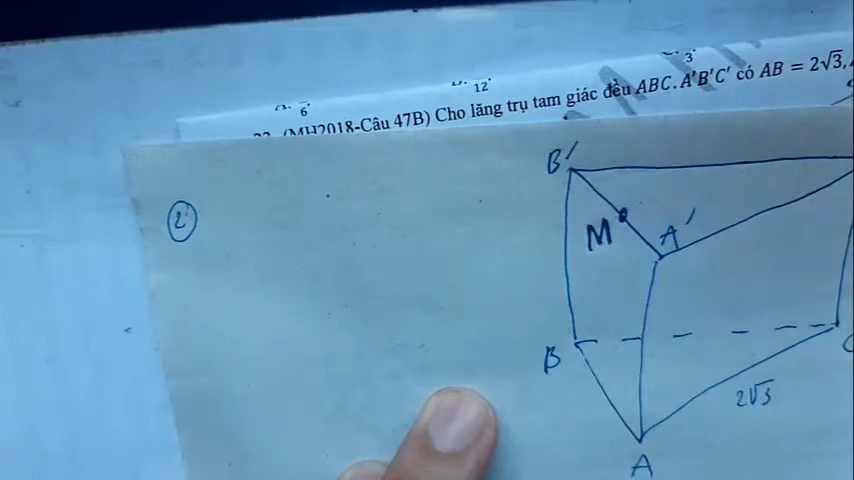 6
12
3
(MH2018-Câu 47B) Cho lăng trụ tam giác đều ABC.A'B'C' có AB = 2√3,
2'
B'
M
A'
B
C
2√3
A